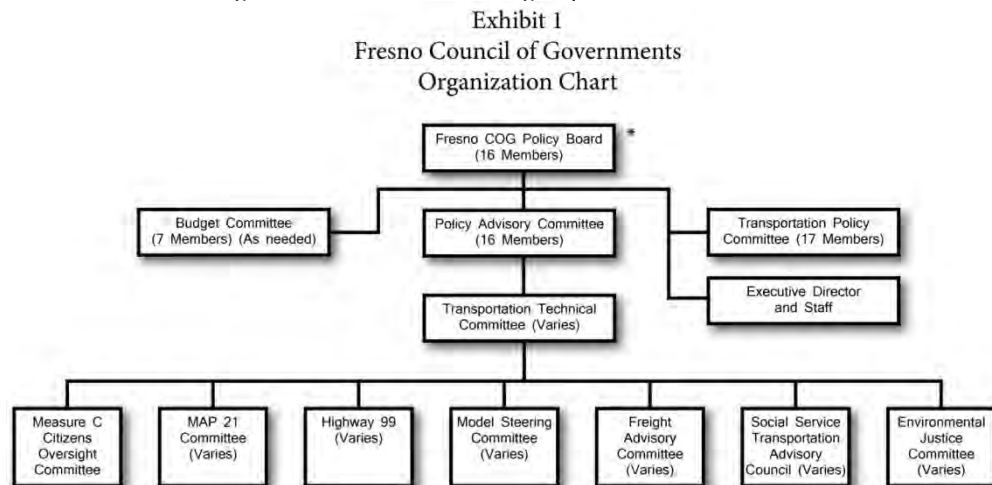 Exhibit 1
Fresno Council of Governments
Organization Chart
Fresno COG Policy Board
(16 Members)
*
Budget Committee
(7 Members) (As needed)
Policy Advisory Committee
(16 Members)
Transportation Policy
Committee (17 Members)
Executive Director
and Staff
Transportation Technical
Committee (Varies)
Measure C
Citizens
Oversight
Committee
MAP 21
Committee
(Varies)
Highway 99
(Varies)
Model Steering
Committee
(Varies)
Freight
Advisory
Committee
(Varies)
Social Service
Transportation
Advisory
Council (Varies)
Environmental
Justice
Committee
(Varies)